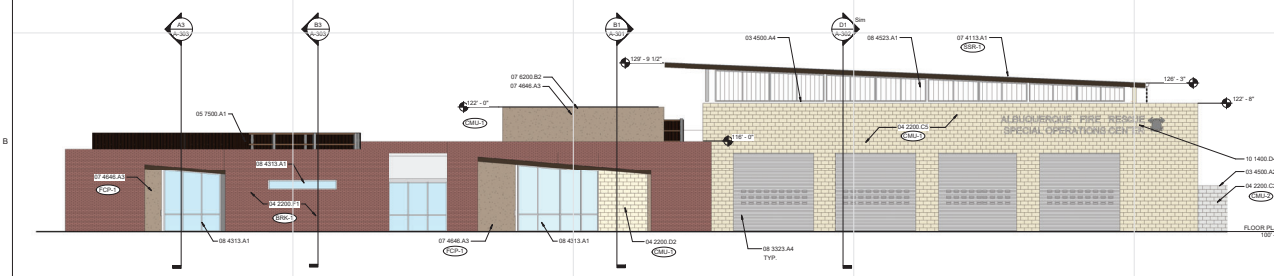 A3
A-303
B3
A-303
B1
A-301
D1
A-302
Sim
03 4500.A4
08 4523.A1
07 4113.A1
SSR-1
129' - 9 1/2"
126' - 3"
07 6200.B2
07 4646.A3
122' - 0"
CMU-1
122' - 8"
05 7500.A1
04 2200.C5
CMU-1
ALBUQUERQUE FIRE RESCUE
SPECIAL OPERATIONS CENTER
116' - 0"
B
08 4313.A1
10 1400.D
07 4646.A3
FCP-1
03 4500.A
04 2200.C
CMU-2
04 2200.F1
BRK-1
FLOOR PL
100'
08 4313.A1
07 4646.A3
FCP-1
08 4313.A1
04 2200.D2
CMU-1
08 3323.A4
TYP.